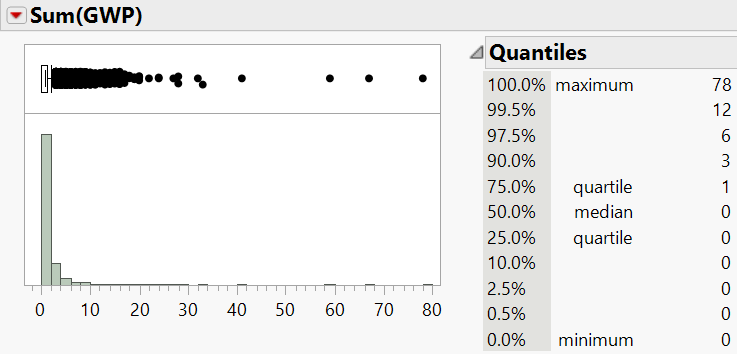 Sum(GWP)
0 10 20 30 40 50 60 70 80
Quantiles
100.0% maximum 78
99.5% 12
97.5% 6
90.0% 3
75.0% quartile 1
50.0% median 0
25.0% quartile 0
10.0% 0
2.5% 0
0.5% 0
0.0% minimum 0